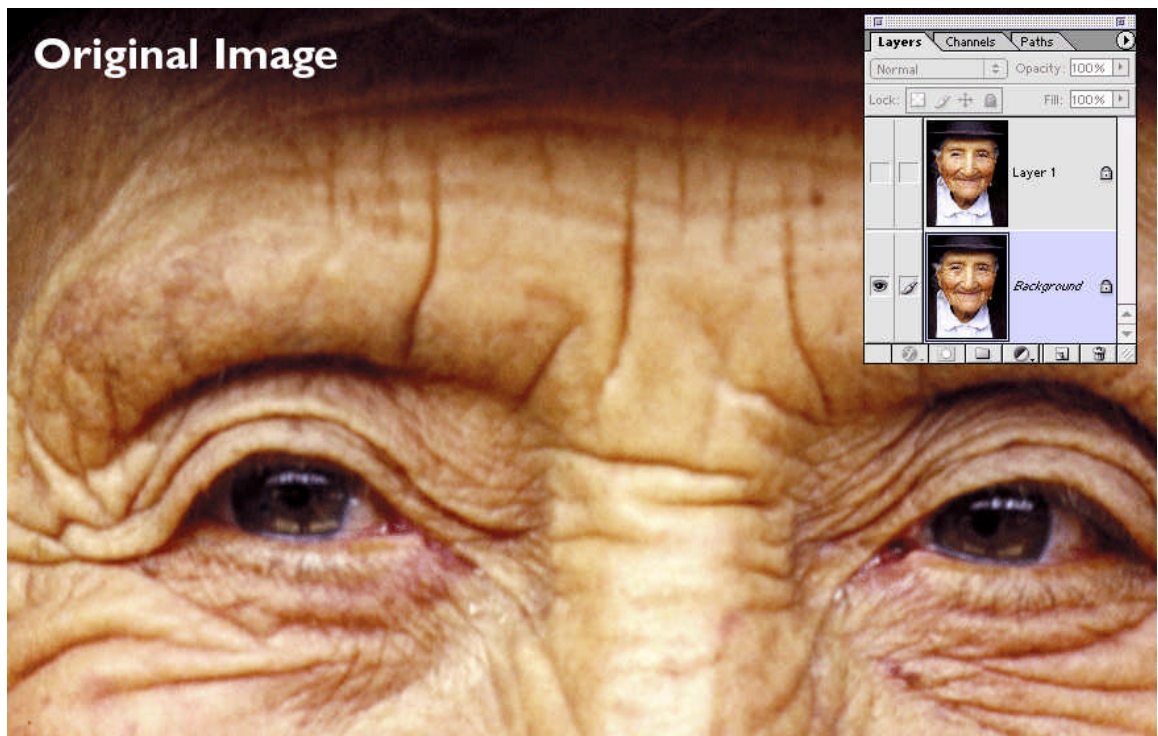 Original Image
Layers Channels Paths
Normal Opacity: 100%
Lock: Fill: 100%
Layer 1
Background